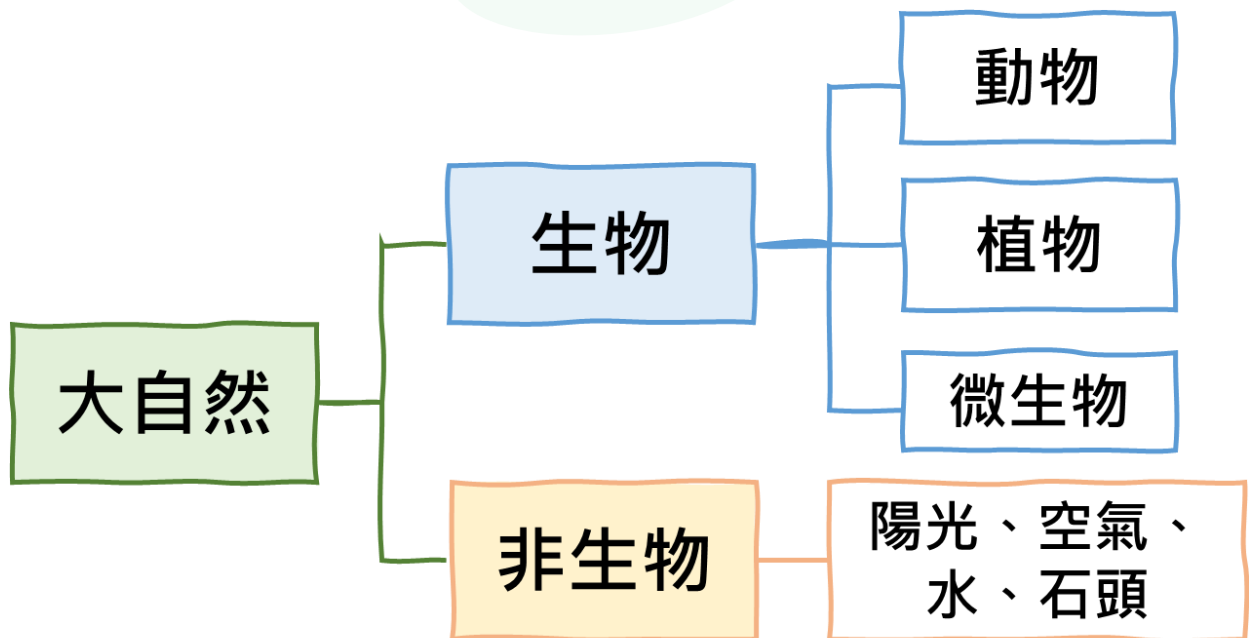 大自然
生物
動物
植物
微生物
非生物
陽光、空氣、
水、石頭